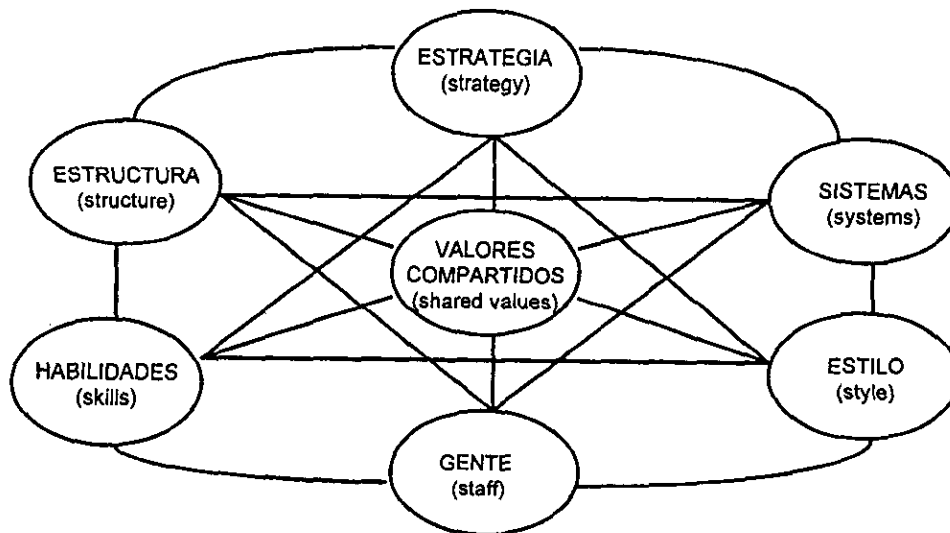 ESTRATEGIA
(strategy)
ESTRUCTURA
(structure)
SISTEMAS
(systems)
VALORES
COMPARTIDOS
(shared values)
HABILIDADES
(skills)
ESTILO
(style)
GENTE
(staff)